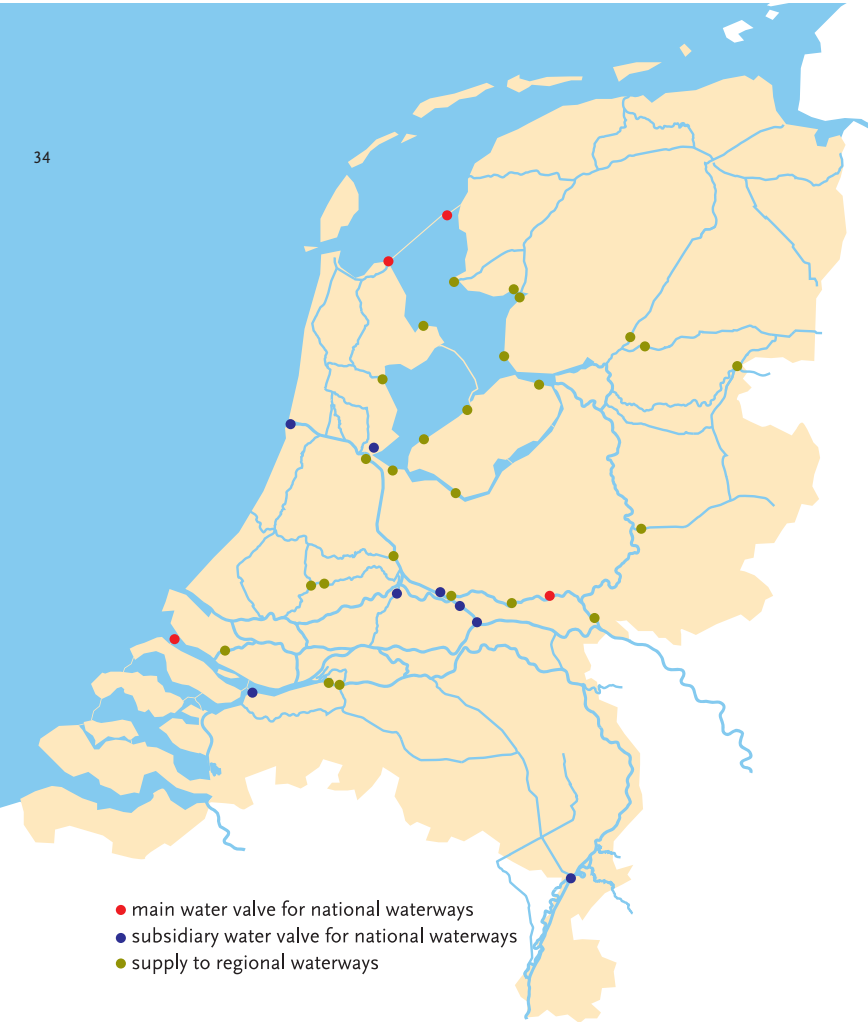 34
main water valve for national waterways
subsidiary water valve for national waterways
supply to regional waterways